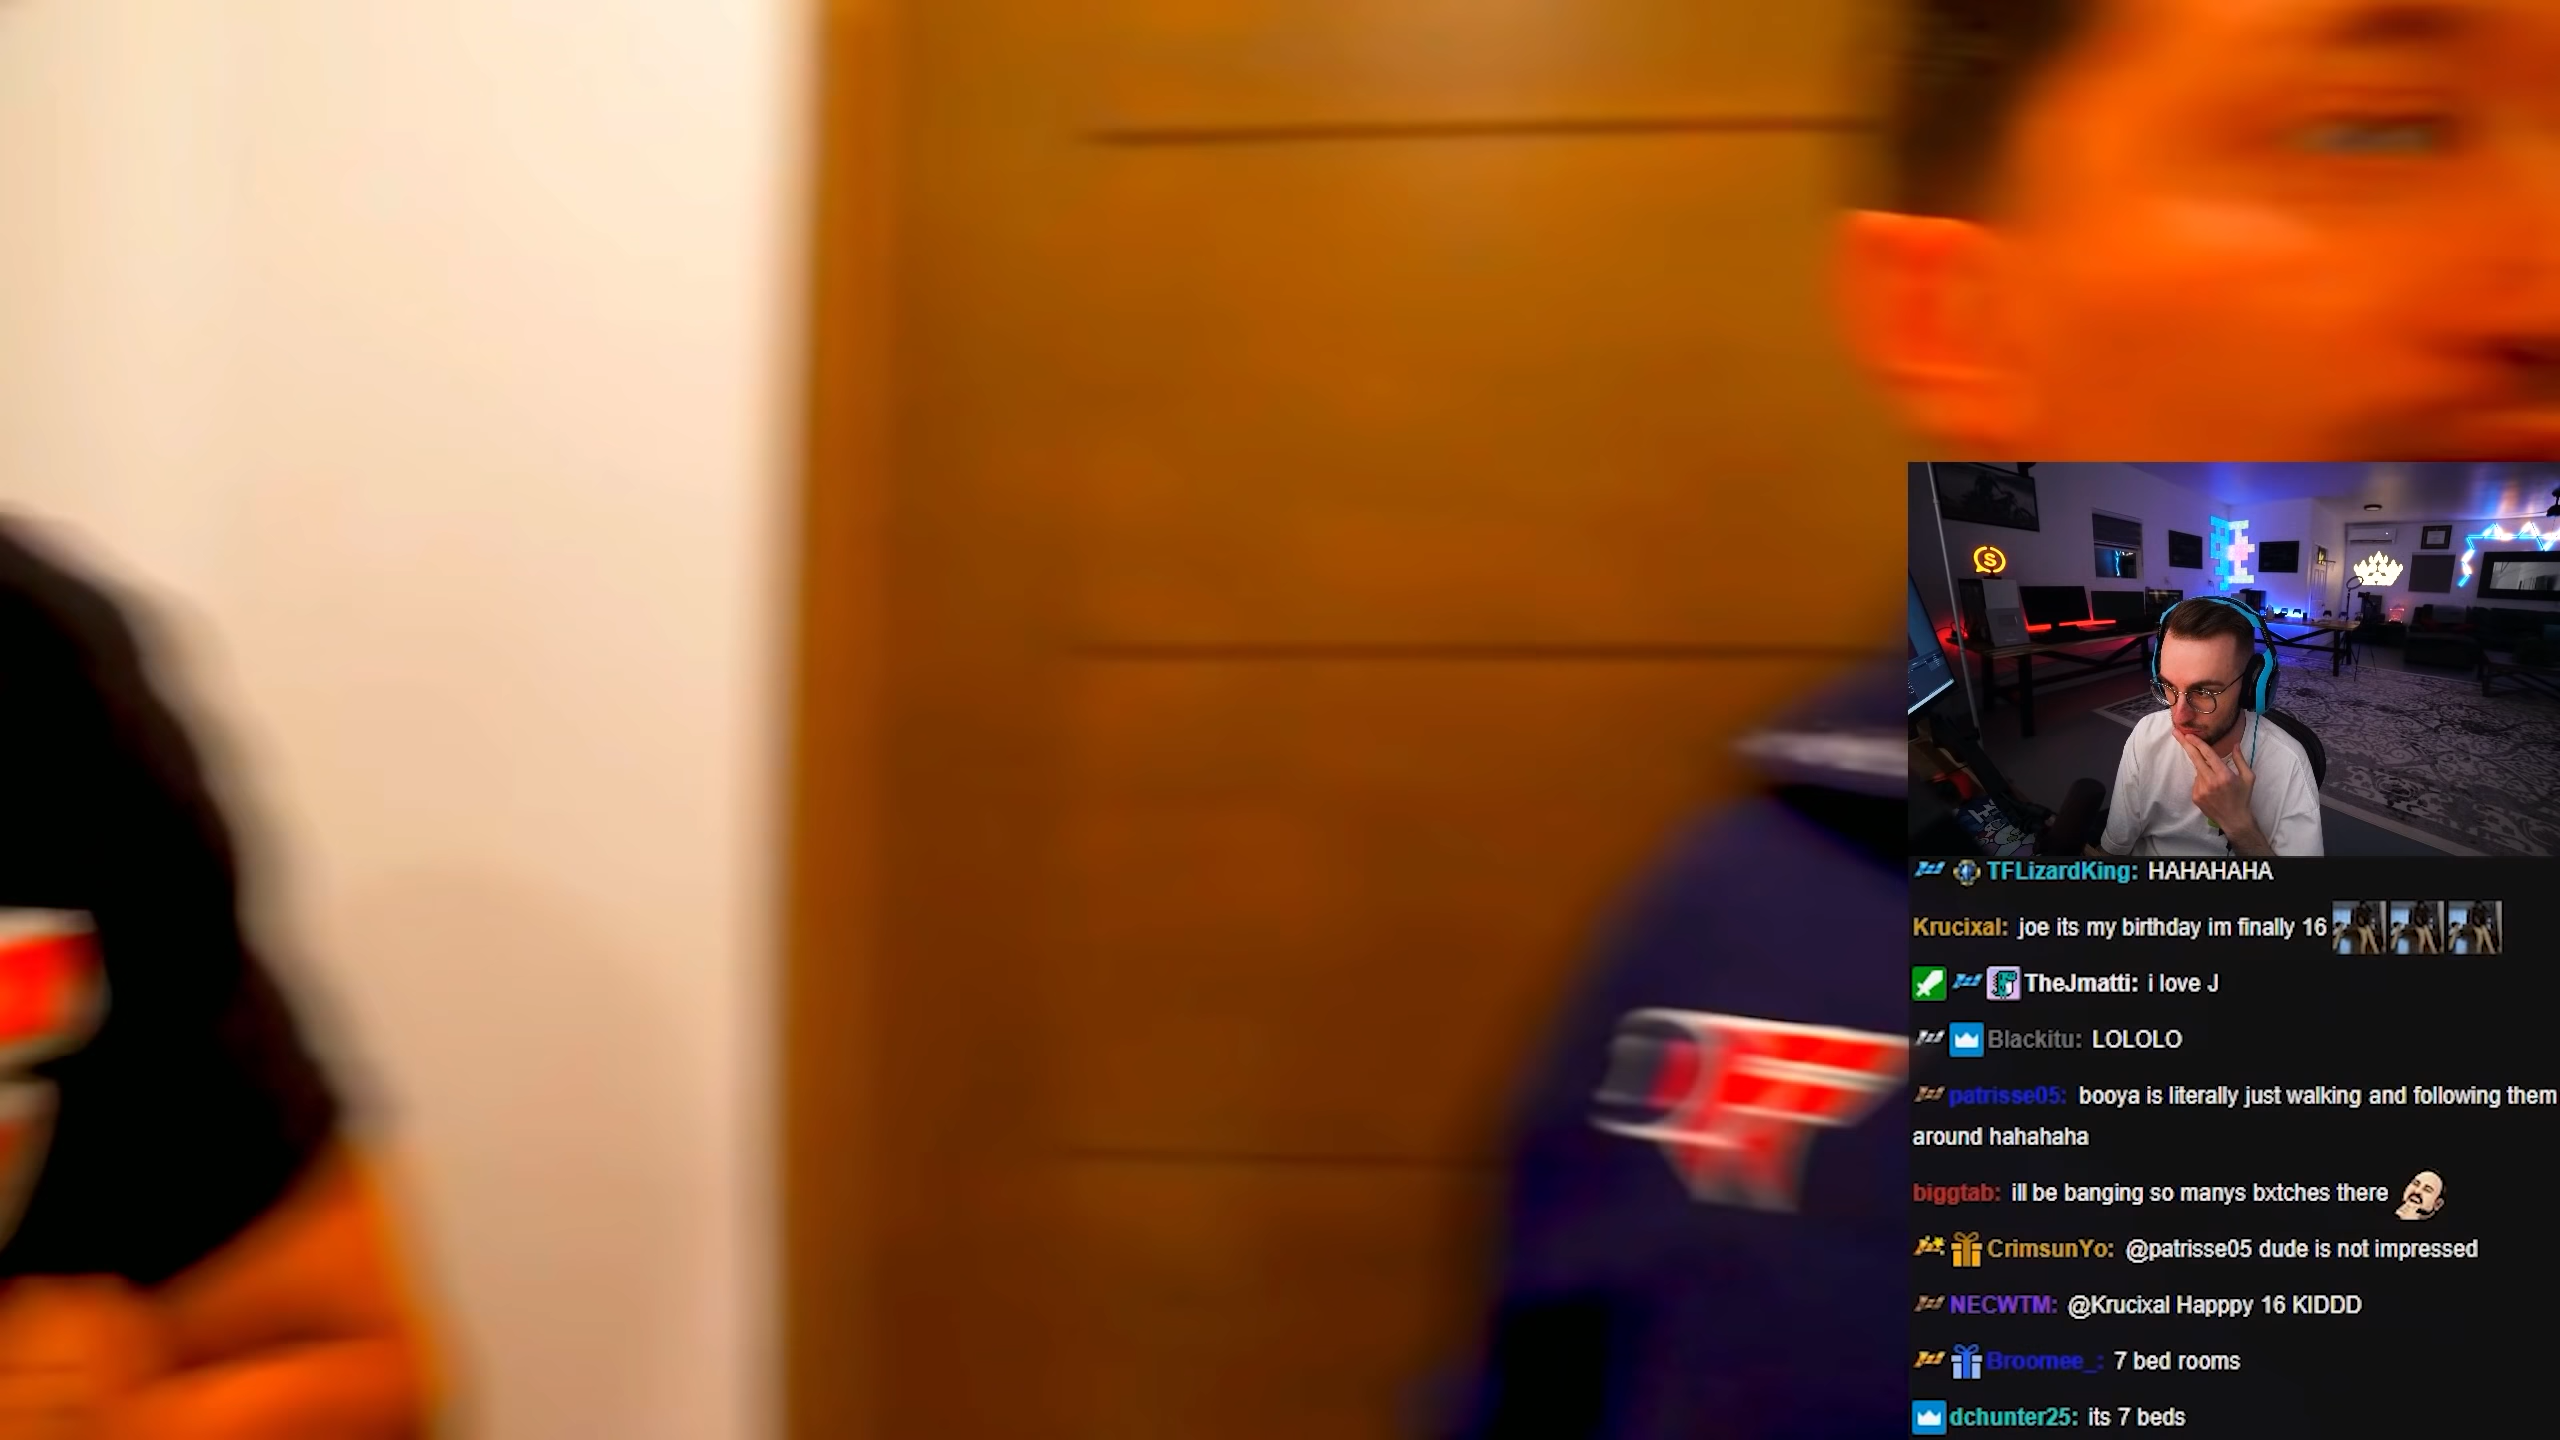 TFLizardKing: HAHAHAHA
Krucixal: joe its my birthday im finally 16
TheJmatti: i love J
Blackitu: LOLOLO
patrisse05: booya is literally just walking and following them
around hahahaha
biggtab: ill be banging so manys bxtches there
CrimsunYo: @patrisse05 dude is not impressed
NECWTM: @Krucixal Happpy 16 KIDDD
Broomee_: 7 bed rooms
dchunter25: its 7 beds